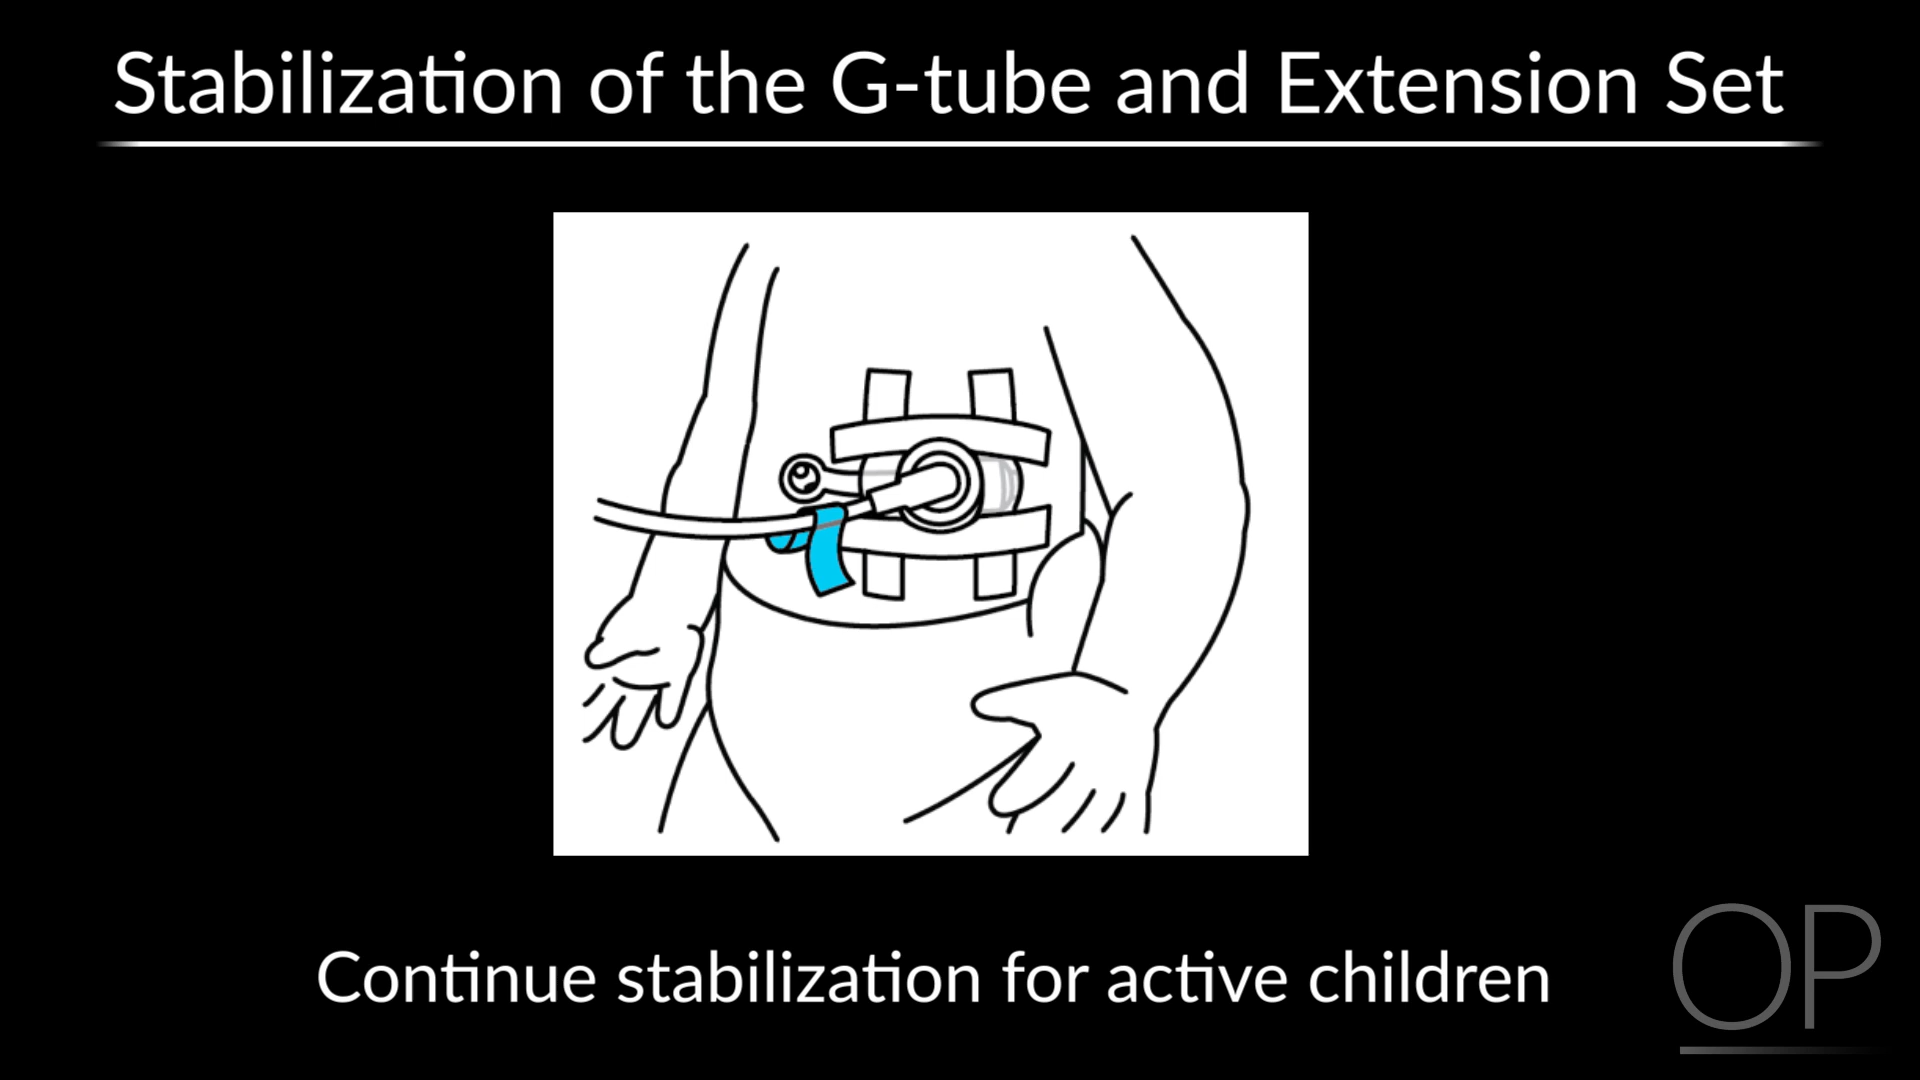 Stabilization of the G-tube and Extension Set
Continue stabilization for active children
OP